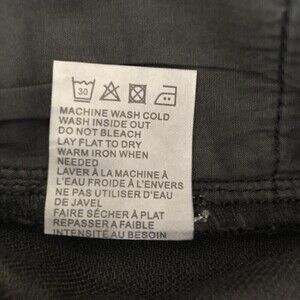 30
MACHINE WASH COLD
WASH INSIDE OUT
DO NOT BLEACH
LAY FLAT TO DRY
WARM IRON WHEN
NEEDED
LAVER À LA MACHINE À
L'EAU FROIDE À L'ENVERS
NE PAS UTILISER D'EAU
DE JAVEL
FAIRE SÉCHER À PLAT
REPASSER A FAIBLE
INTENSITÉ AU BESOIN